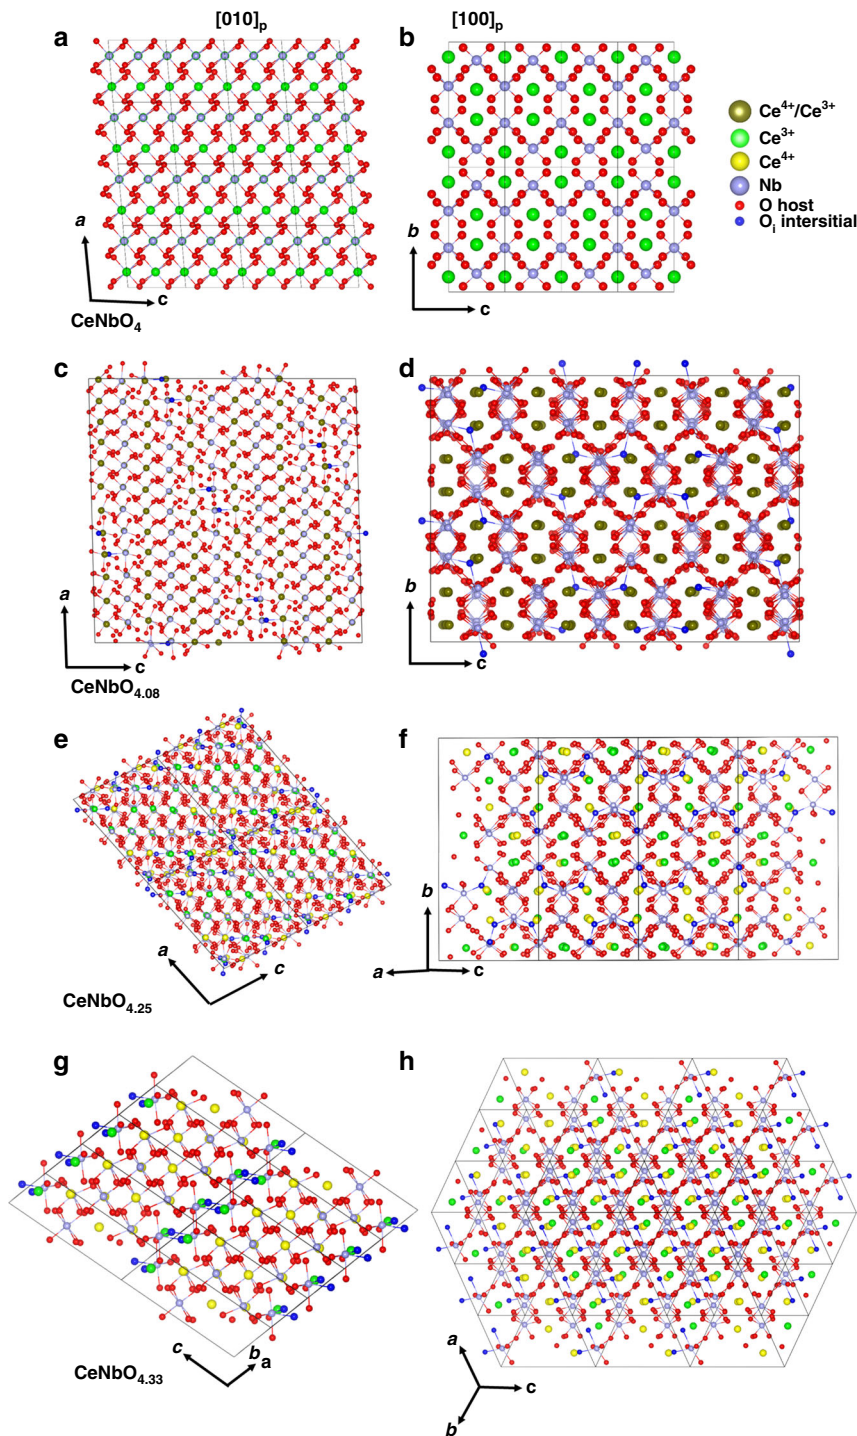 [010]p [100]p
a b
Ce4+/Ce3+
Ce3+
Ce4+
Nb
O host
Oi intersitial
a b
c c
CeNbO4
c d
a b
c c
CeNbO4.08
e f
b
a c a c
CeNbO4.25
g h
c b
a
a
c
b
CeNbO4.33